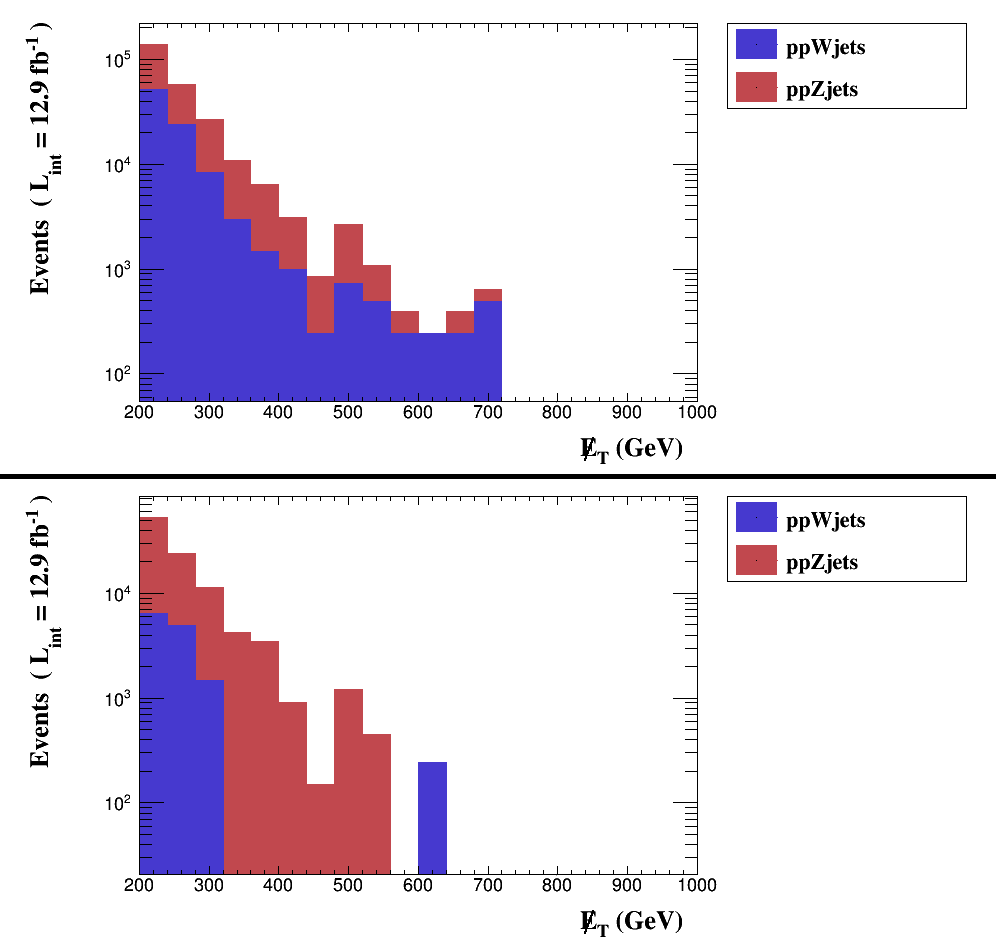 Events ( L_int = 12.9 fb⁻¹ )
10⁵
10⁴
10³
10²
200 300 400 500 600 700 800 900 1000
E̸_T (GeV)
ppWjets
ppZjets
Events ( L_int = 12.9 fb⁻¹ )
10⁴
10³
10²
200 300 400 500 600 700 800 900 1000
E̸_T (GeV)
ppWjets
ppZjets